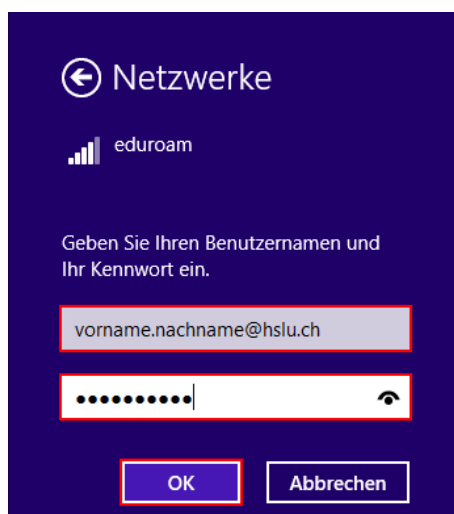 Netzwerke
eduroam
Geben Sie Ihren Benutzernamen und
Ihr Kennwort ein.
vorname.nachname@hslu.ch
••••••••••
OK Abbrechen